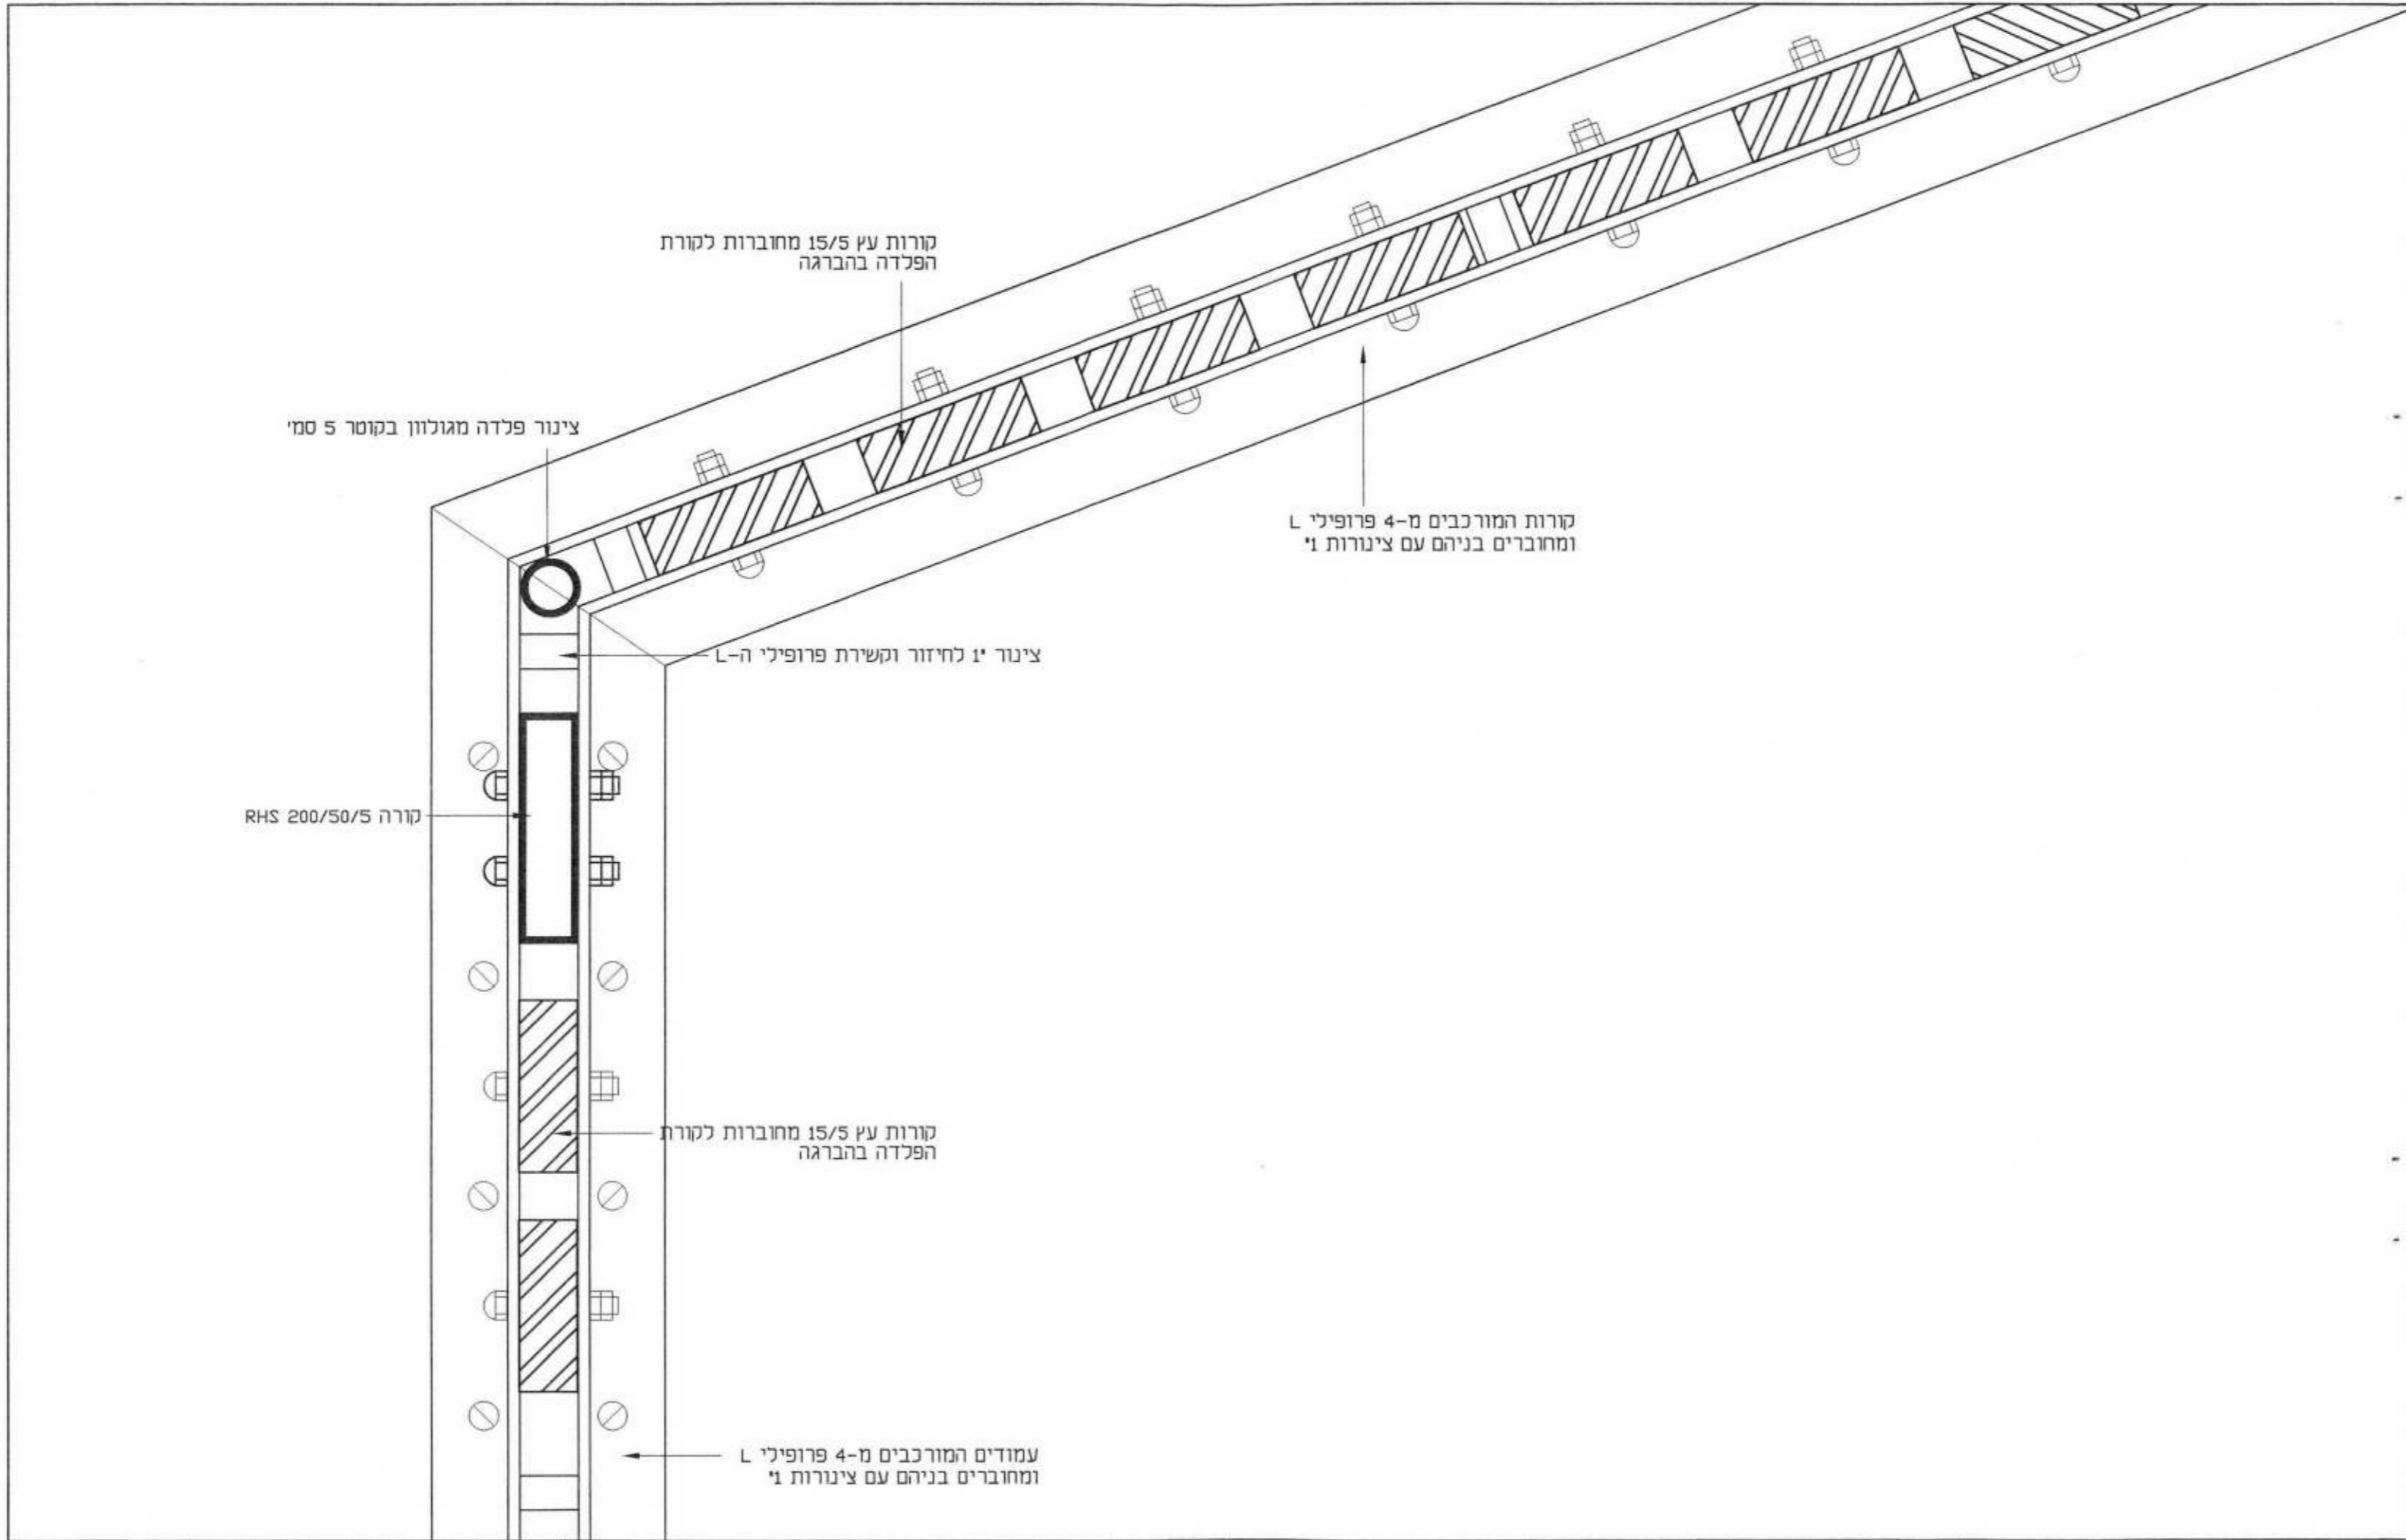 קורות עץ 15/5 מחוברות לקורת
הפלדה בהברגה
צינור פלדה מגולוון בקוטר 5 סמ'
קורות המורכבים מ-4 פרופילי L
ומחוברים בניהם עם צינורות 1"
צינור 1" לחיזור וקשירת פרופילי ה-L
קורה RHS 200/50/5
קורות עץ 15/5 מחוברות לקורת
הפלדה בהברגה
עמודים המורכבים מ-4 פרופילי L
ומחוברים בניהם עם צינורות 1"